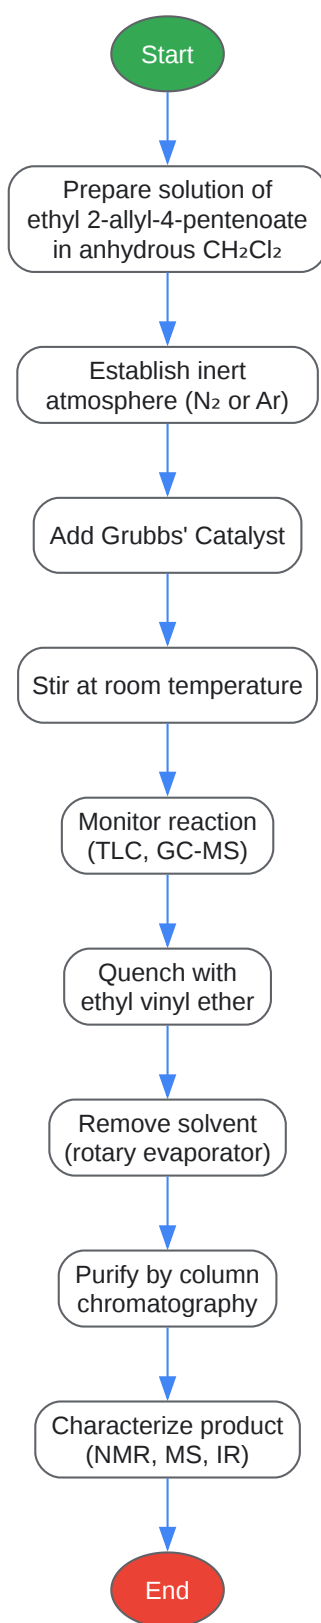 Start
Prepare solution of
ethyl 2-allyl-4-pentenoate
in anhydrous CH₂Cl₂
Establish inert
atmosphere (N₂ or Ar)
Add Grubbs' Catalyst
Stir at room temperature
Monitor reaction
(TLC, GC-MS)
Quench with
ethyl vinyl ether
Remove solvent
(rotary evaporator)
Purify by column
chromatography
Characterize product
(NMR, MS, IR)
End